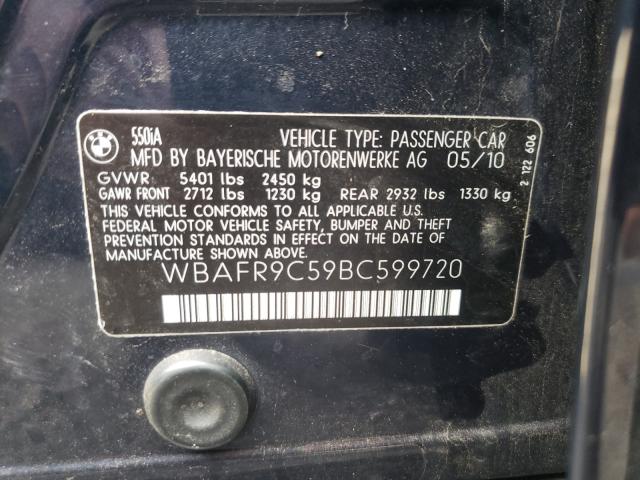 BMW
550iA VEHICLE TYPE: PASSENGER CAR
MFD BY BAYERISCHE MOTORENWERKE AG 05/10
GVWR 5401 lbs 2450 kg
GAWR FRONT 2712 lbs 1230 kg REAR 2932 lbs 1330 kg
THIS VEHICLE CONFORMS TO ALL APPLICABLE U.S.
FEDERAL MOTOR VEHICLE SAFETY, BUMPER AND THEFT
PREVENTION STANDARDS IN EFFECT ON THE DATE OF
MANUFACTURE SHOWN ABOVE.
WBAFR9C59BC599720
2 122 606